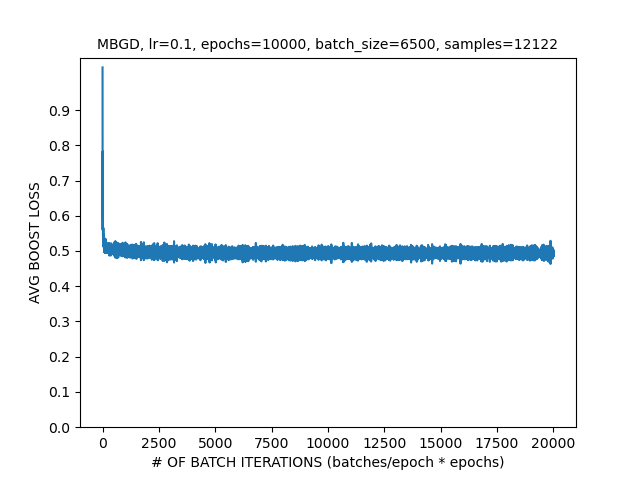 MBGD, lr=0.1, epochs=10000, batch_size=6500, samples=12122
0.9
0.8
0.7
0.6
0.5
0.4
0.3
0.2
0.1
0.0
AVG BOOST LOSS
0 2500 5000 7500 10000 12500 15000 17500 20000
# OF BATCH ITERATIONS (batches/epoch * epochs)